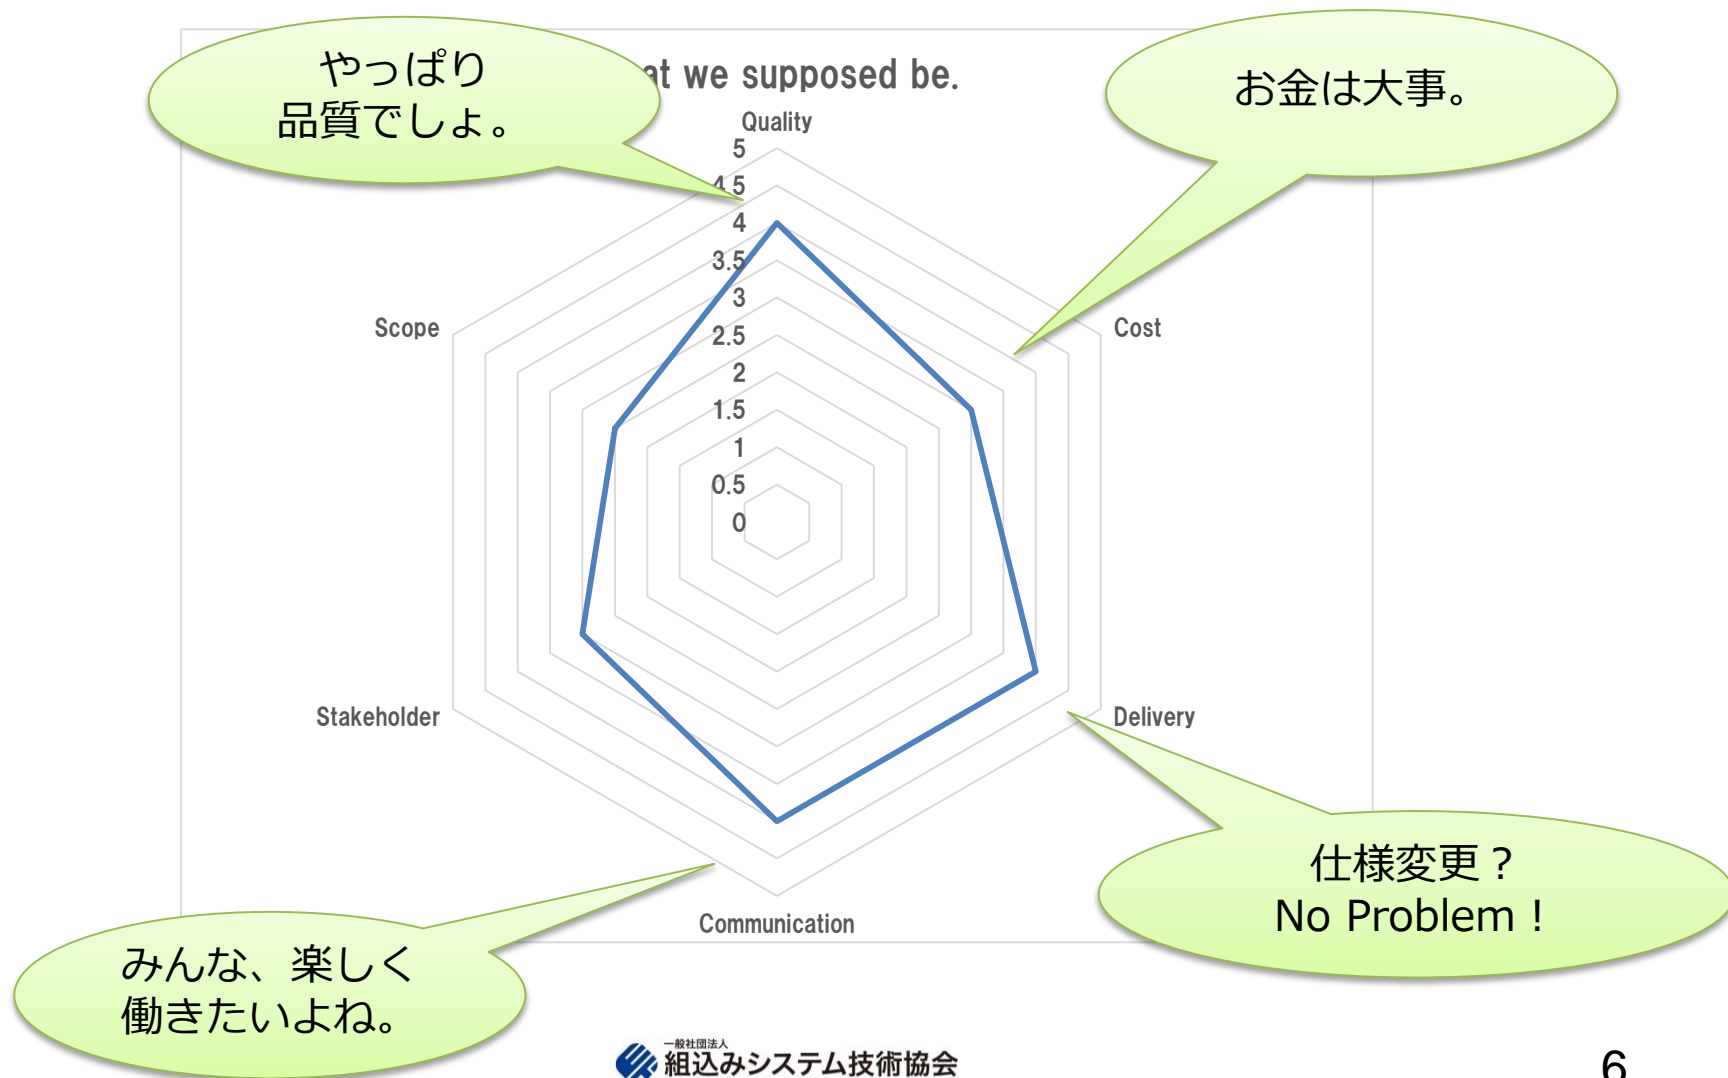 やっぱり
品質でしょ。
at we supposed be.
お金は大事。
Quality
5
4.5
4
3.5
3
2.5
2
1.5
1
0.5
0
Scope
Cost
Stakeholder
Delivery
Communication
仕様変更？
No Problem！
みんな、楽しく
働きたいよね。
一般社団法人
組込みシステム技術協会
6